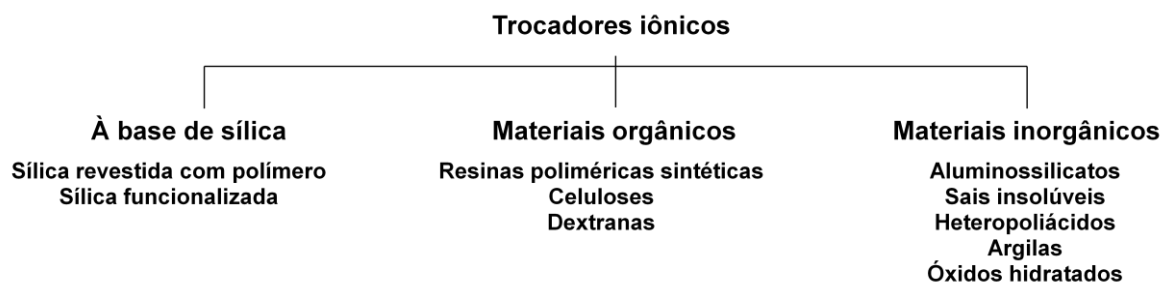 Trocadores iônicos
À base de sílica
Sílica revestida com polímero
Sílica funcionalizada
Materiais orgânicos
Resinas poliméricas sintéticas
Celuloses
Dextranas
Materiais inorgânicos
Aluminossilicatos
Sais insolúveis
Heteropoliácidos
Argilas
Óxidos hidratados